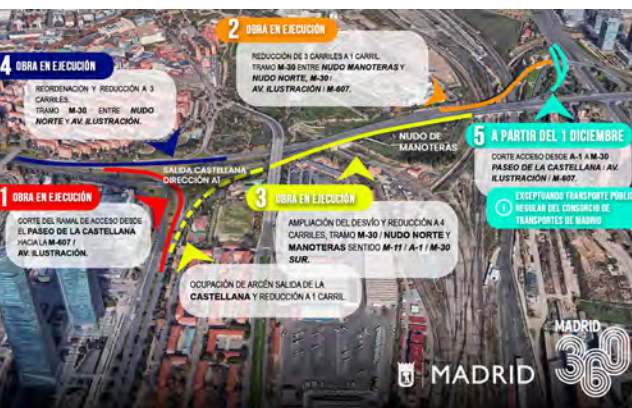 2 OBRA EN EJECUCIÓN
REDUCCIÓN DE 3 CARRILES A 1 CARRIL.
TRAMO M-30 ENTRE NUDO MANOTERAS Y
NUDO NORTE, M-30 /
AV. ILUSTRACIÓN / M-607.
4 OBRA EN EJECUCIÓN
REORDENACIÓN Y REDUCCIÓN A 3
CARRILES.
TRAMO M-30 ENTRE NUDO
NORTE Y AV. ILUSTRACIÓN.
NUDO DE
MANOTERAS
5 A PARTIR DEL 1 DICIEMBRE
CORTE ACCESO DESDE A-1 A M-30
PASEO DE LA CASTELLANA / AV.
ILUSTRACIÓN / M-607.
i EXCEPTUANDO TRANSPORTE PÚBLICO
REGULAR DEL CONSORCIO DE
TRANSPORTES DE MADRID
SALIDA CASTELLANA
DIRECCIÓN A1
1 OBRA EN EJECUCIÓN
CORTE DEL RAMAL DE ACCESO DESDE
EL PASEO DE LA CASTELLANA
HACIA LA M-607 /
AV. ILUSTRACIÓN.
3 OBRA EN EJECUCIÓN
AMPLIACIÓN DEL DESVÍO Y REDUCCIÓN A 4
CARRILES, TRAMO M-30 / NUDO NORTE Y
MANOTERAS SENTIDO M-11 / A-1 / M-30
SUR.
OCUPACIÓN DE ARCÉN SALIDA DE LA
CASTELLANA Y REDUCCIÓN A 1 CARRIL.
MADRID
MADRID
360